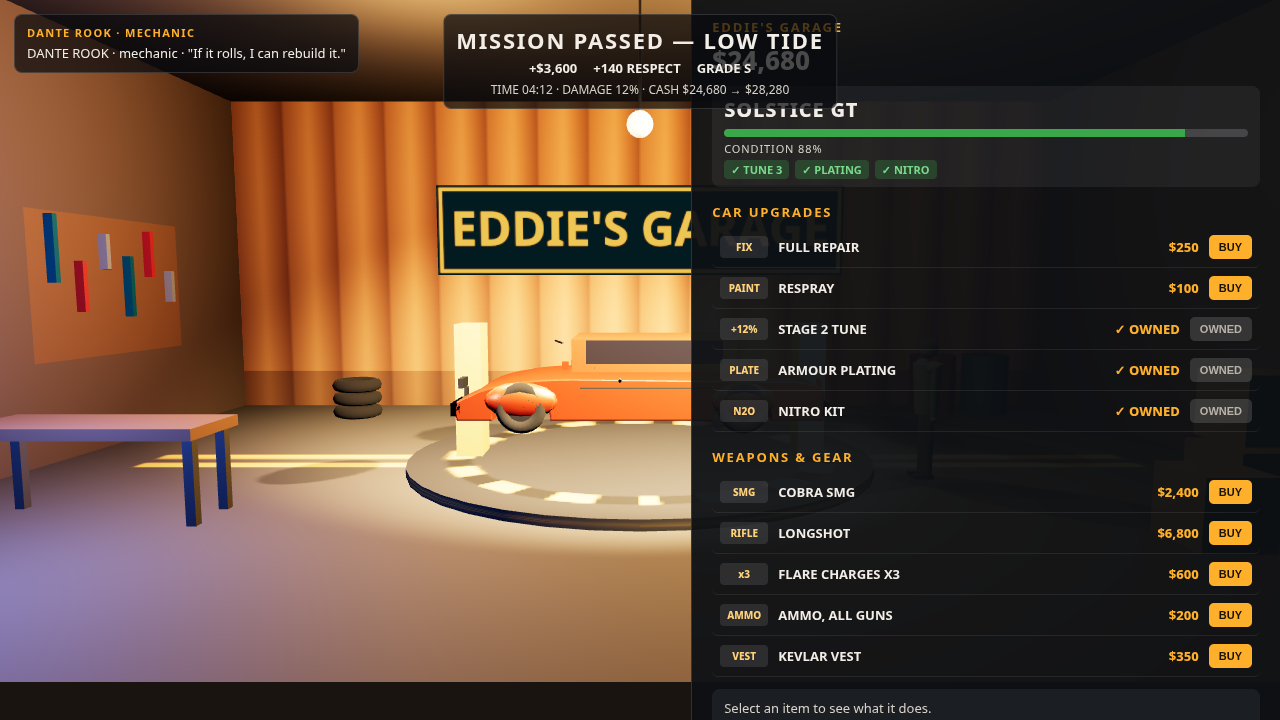 DANTE ROOK · MECHANIC
DANTE ROOK · mechanic · "If it rolls, I can rebuild it."
MISSION PASSED — LOW TIDE
+$3,600 +140 RESPECT GRADE S
TIME 04:12 · DAMAGE 12% · CASH $24,680 → $28,280
EDDIE'S GARAGE
$24,680
SOLSTICE GT
CONDITION 88%
✓ TUNE 3 ✓ PLATING ✓ NITRO
EDDIE'S GARAGE
CAR UPGRADES
FIX FULL REPAIR $250 BUY
PAINT RESPRAY $100 BUY
+12% STAGE 2 TUNE ✓ OWNED OWNED
PLATE ARMOUR PLATING ✓ OWNED OWNED
N2O NITRO KIT ✓ OWNED OWNED
WEAPONS & GEAR
SMG COBRA SMG $2,400 BUY
RIFLE LONGSHOT $6,800 BUY
x3 FLARE CHARGES X3 $600 BUY
AMMO AMMO, ALL GUNS $200 BUY
VEST KEVLAR VEST $350 BUY
Select an item to see what it does.